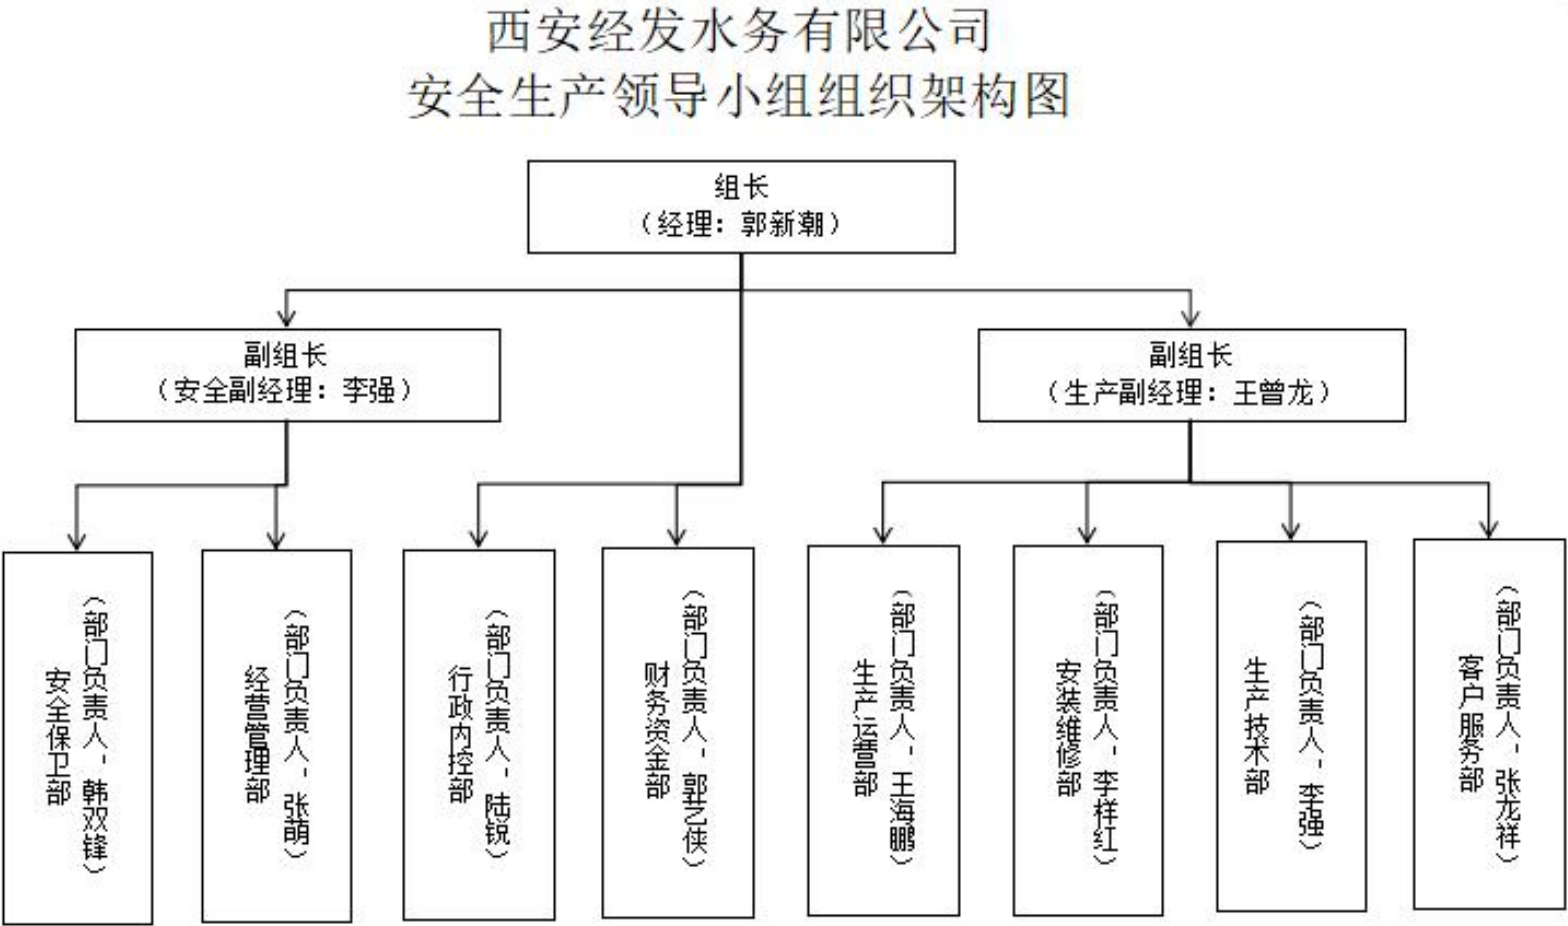 西安经发水务有限公司
安全生产领导小组组织架构图
组长
（经理：郭新潮）
副组长
（安全副经理：李强）
副组长
（生产副经理：王曾龙）
安全保卫部
（部门负责人-韩双锋）
经营管理部
（部门负责人-张萌）
行政内控部
（部门负责人-陆锐）
财务资金部
（部门负责人-郭艺侠）
生产运营部
（部门负责人-王海鹏）
安装维修部
（部门负责人-李样红）
生产技术部
（部门负责人-李强）
客户服务部
（部门负责人-张龙祥）